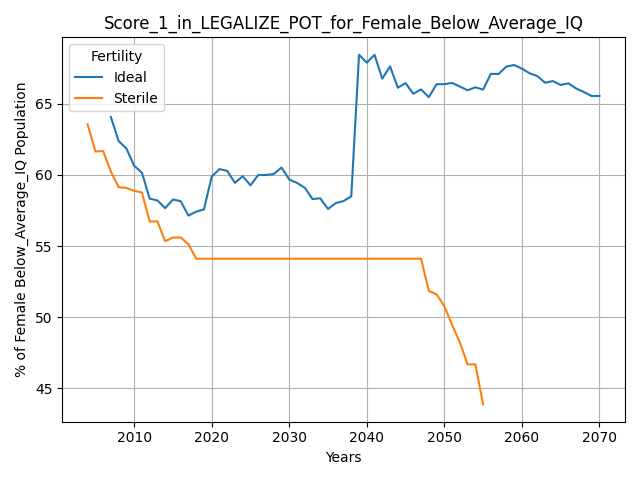 Score_1_in_LEGALIZE_POT_for_Female_Below_Average_IQ
Fertility
Ideal
Sterile
% of Female Below_Average_IQ Population
65
60
55
50
45
2010 2020 2030 2040 2050 2060 2070
Years